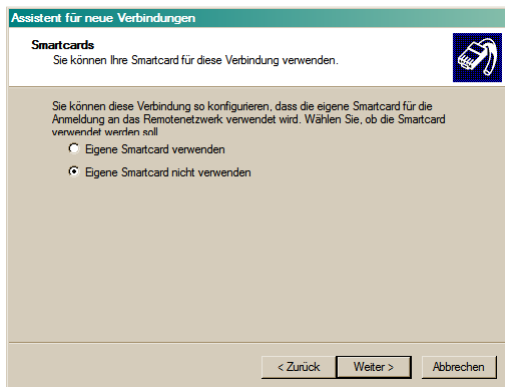 Assistent für neue Verbindungen
Smartcards
Sie können Ihre Smartcard für diese Verbindung verwenden.
Sie können diese Verbindung so konfigurieren, dass die eigene Smartcard für die
Anmeldung an das Remotenetzwerk verwendet wird. Wählen Sie, ob die Smartcard
verwendet werden soll
Eigene Smartcard verwenden
Eigene Smartcard nicht verwenden
< Zurück Weiter > Abbrechen